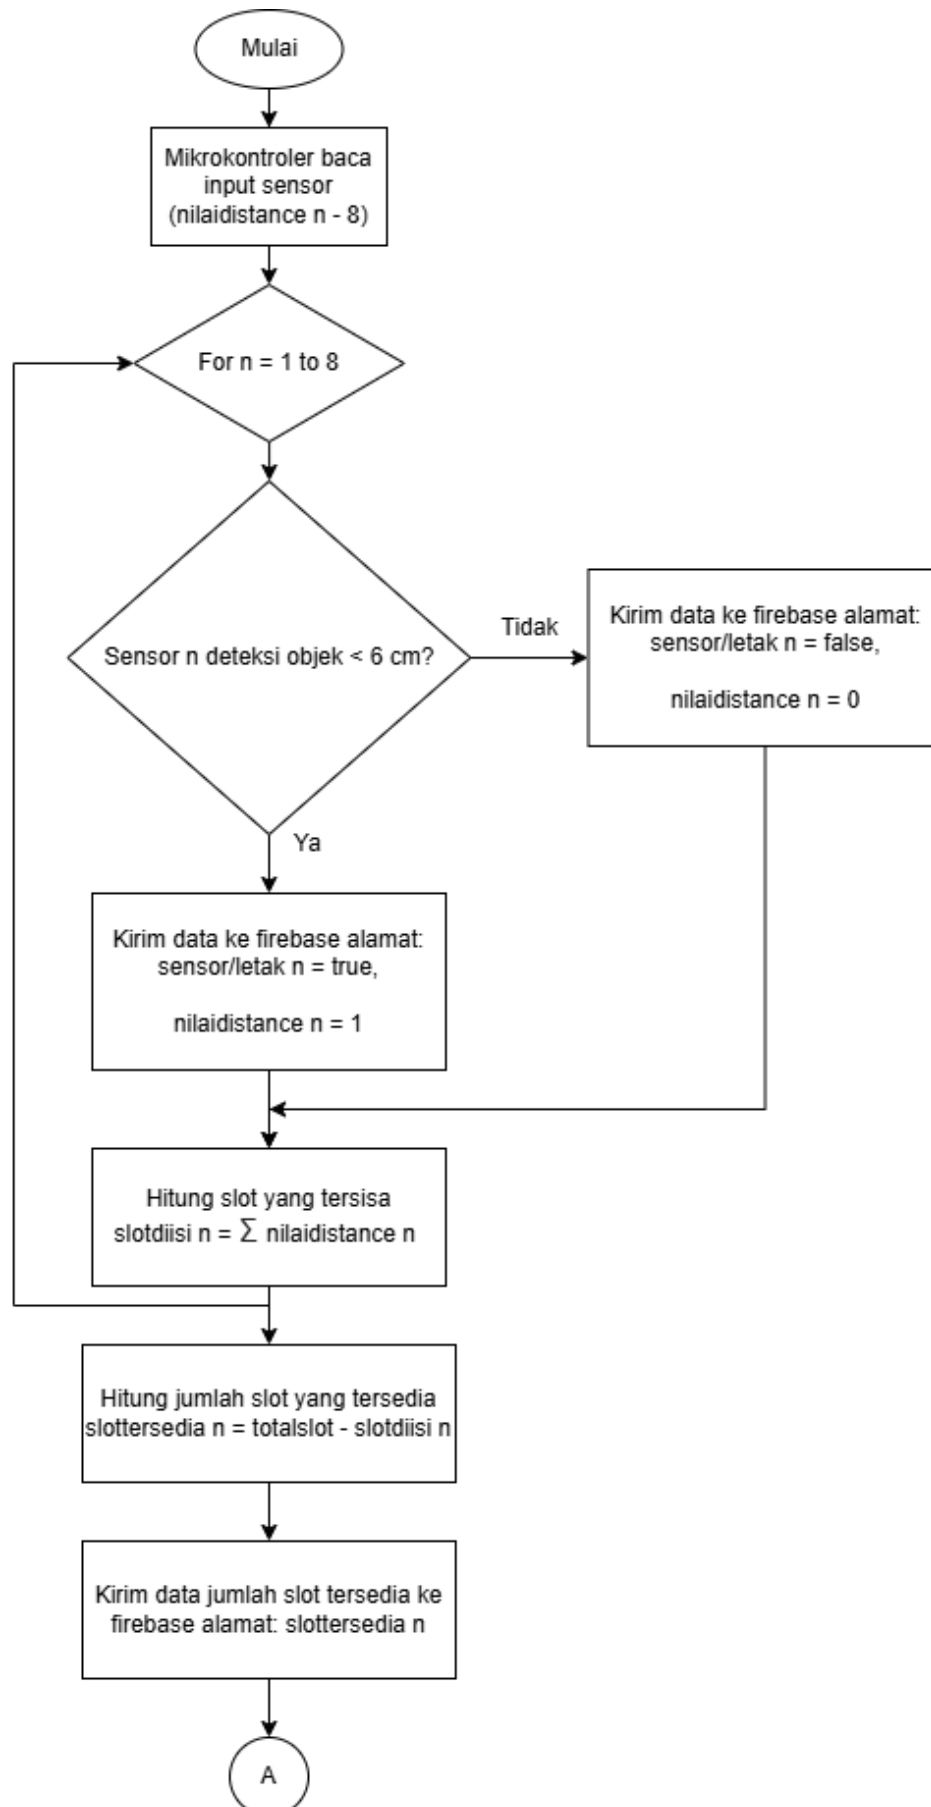 Mulai
Mikrokontroler baca
input sensor
(nilaidistance n - 8)
For n = 1 to 8
Sensor n deteksi objek < 6 cm?
Tidak
Kirim data ke firebase alamat:
sensor/letak n = false,
nilaidistance n = 0
Ya
Kirim data ke firebase alamat:
sensor/letak n = true,
nilaidistance n = 1
Hitung slot yang tersisa
slotdiisi n = Σ nilaidistance n
Hitung jumlah slot yang tersedia
slottersedia n = totalslot - slotdiisi n
Kirim data jumlah slot tersedia ke
firebase alamat: slottersedia n
A